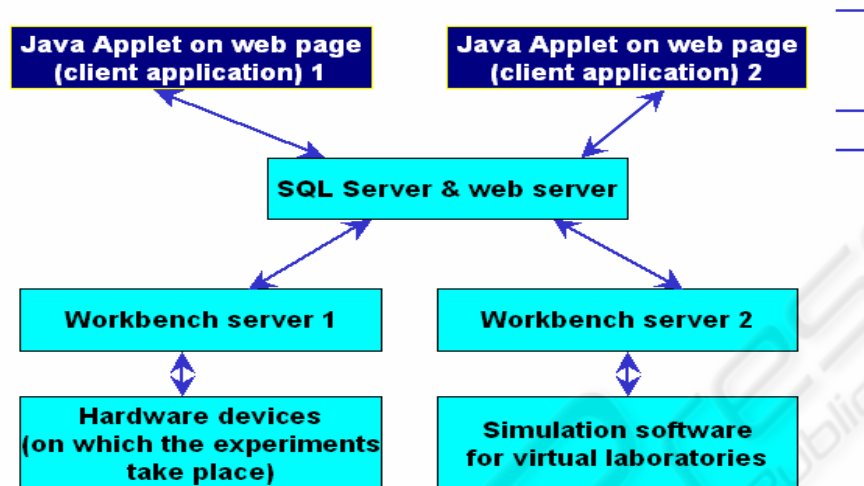 Java Applet on web page
(client application) 1
Java Applet on web page
(client application) 2
SQL Server & web server
Workbench server 1
Workbench server 2
Hardware devices
(on which the experiments
take place)
Simulation software
for virtual laboratories